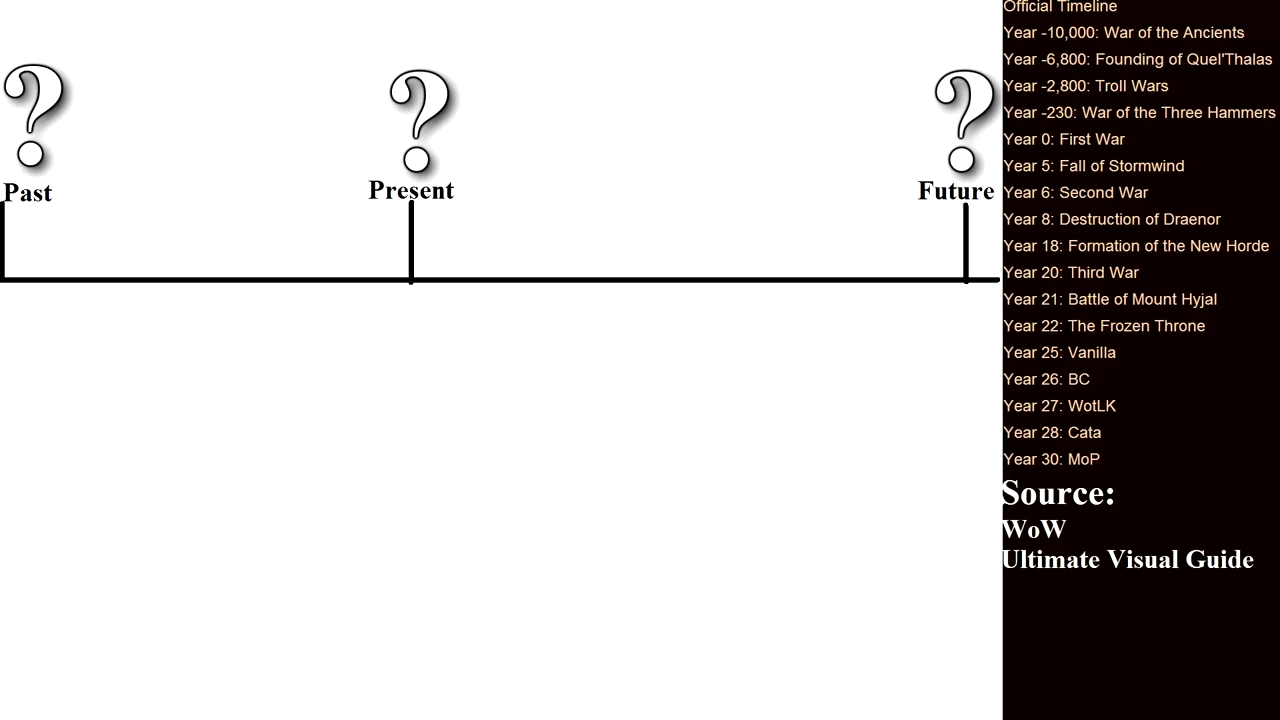 ?
?
?
Past
Present
Future
Official Timeline
Year -10,000: War of the Ancients
Year -6,800: Founding of Quel'Thalas
Year -2,800: Troll Wars
Year -230: War of the Three Hammers
Year 0: First War
Year 5: Fall of Stormwind
Year 6: Second War
Year 8: Destruction of Draenor
Year 18: Formation of the New Horde
Year 20: Third War
Year 21: Battle of Mount Hyjal
Year 22: The Frozen Throne
Year 25: Vanilla
Year 26: BC
Year 27: WotLK
Year 28: Cata
Year 30: MoP
Source:
WoW
Ultimate Visual Guide